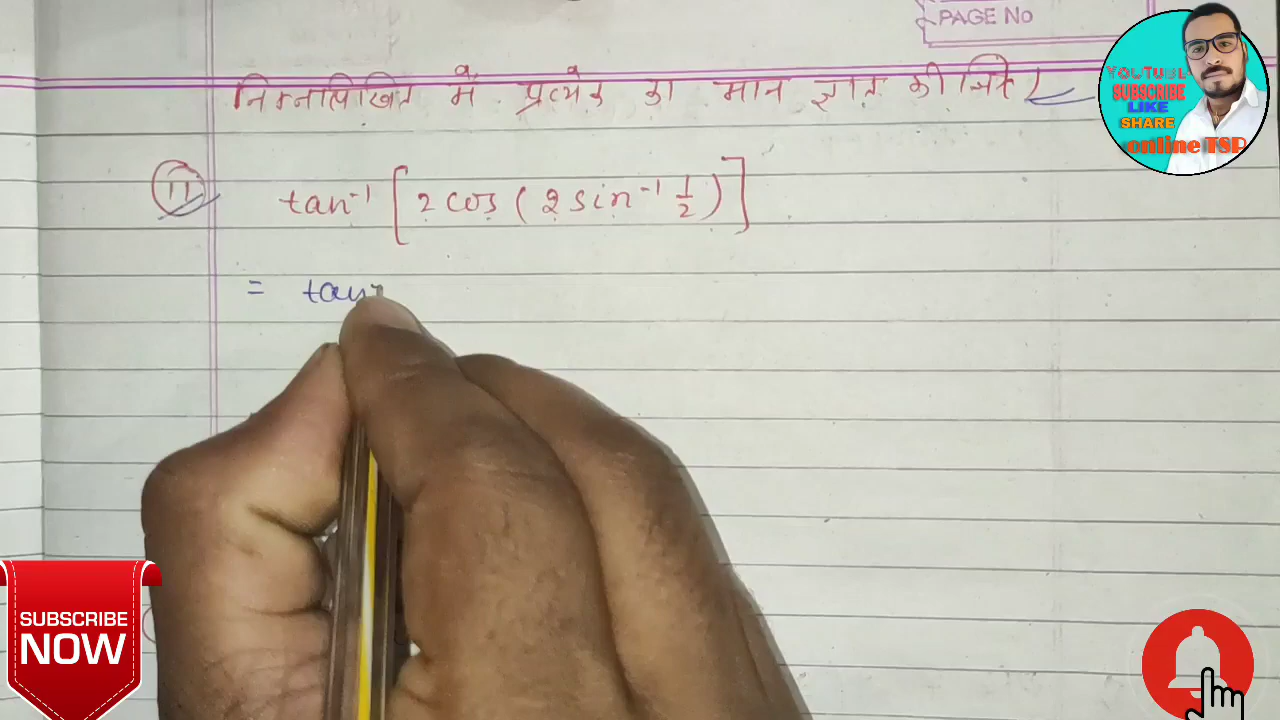 PAGE No
निम्नलिखित में प्रत्येक का मान ज्ञात कीजिए।
11 tan⁻¹ [ 2 cos ( 2 sin⁻¹ 1/2 ) ]
= tan
YOUTUBE
SUBSCRIBE
LIKE
SHARE
online TSP
SUBSCRIBE
NOW